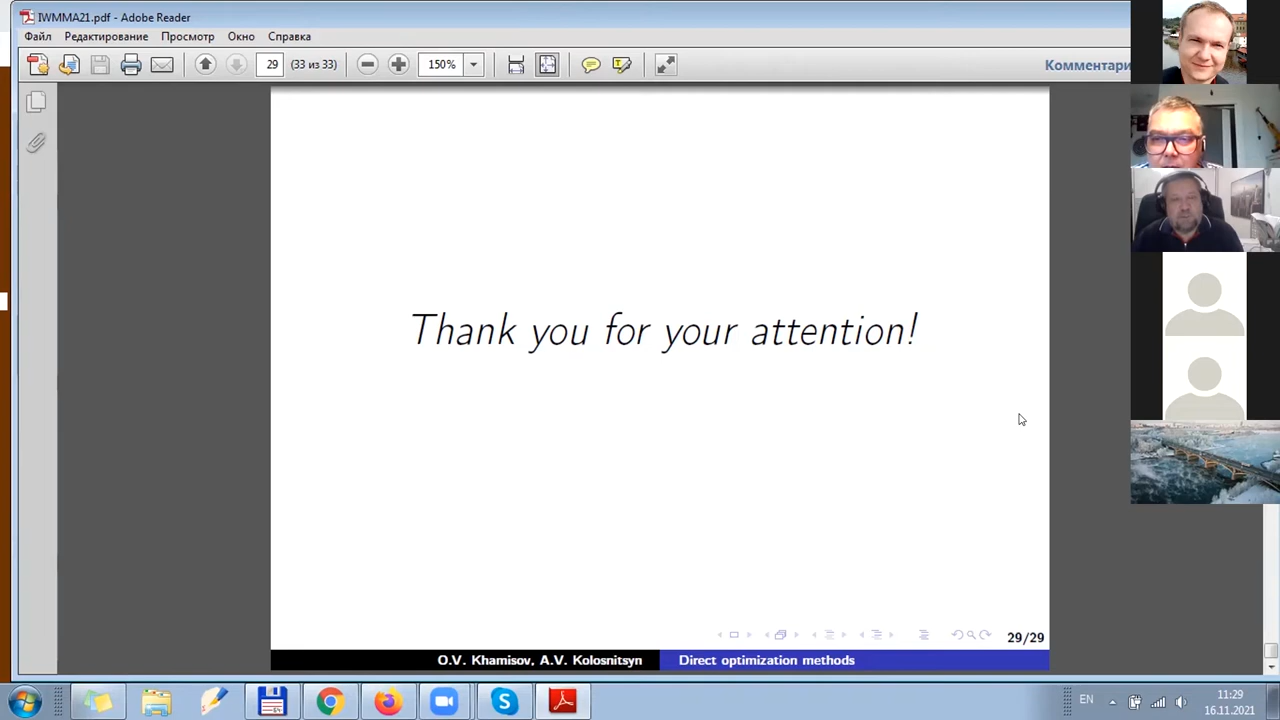 IWMMA21.pdf - Adobe Reader
Файл Редактирование Просмотр Окно Справка
29 (33 из 33) 150%
Thank you for your attention!
29/29
O.V. Khamisov, A.V. Kolosnitsyn Direct optimization methods
EN 11:29
16.11.2021